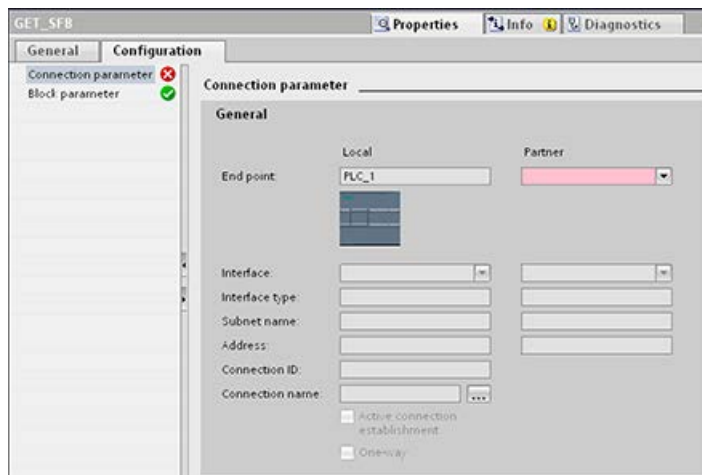 GET_SFB
Properties
Info
Diagnostics
General
Configuration
Connection parameter
Block parameter
Connection parameter
General
Local
Partner
End point:
PLC_1
Interface:
Interface type:
Subnet name:
Address:
Connection ID:
Connection name:
...
Active connection
establishment
One-way